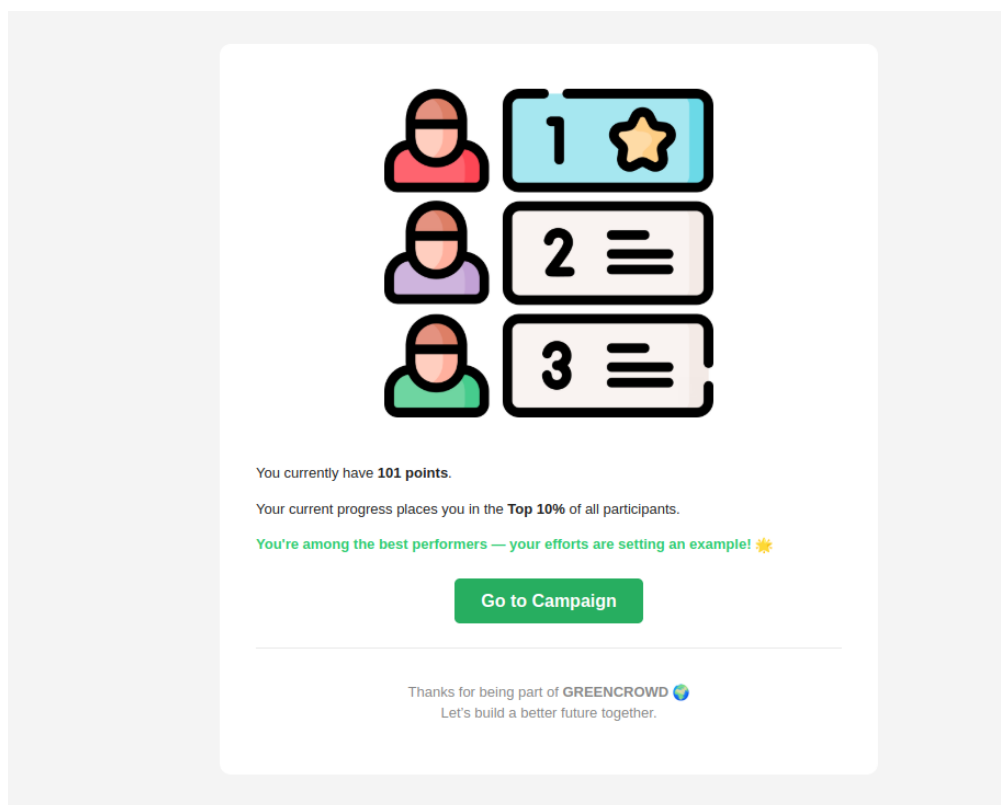 1
2
3
You currently have 101 points.
Your current progress places you in the Top 10% of all participants.
You're among the best performers — your efforts are setting an example! 🌟
Go to Campaign
Thanks for being part of GREENCROWD 🌍
Let's build a better future together.